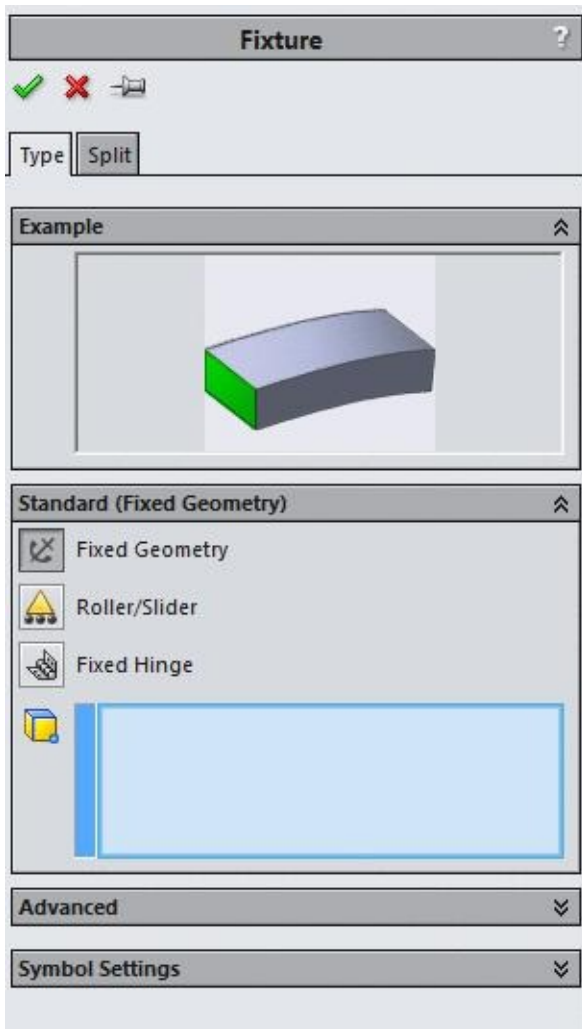 Fixture ?
Type Split
Example
Standard (Fixed Geometry)
Fixed Geometry
Roller/Slider
Fixed Hinge
Advanced
Symbol Settings